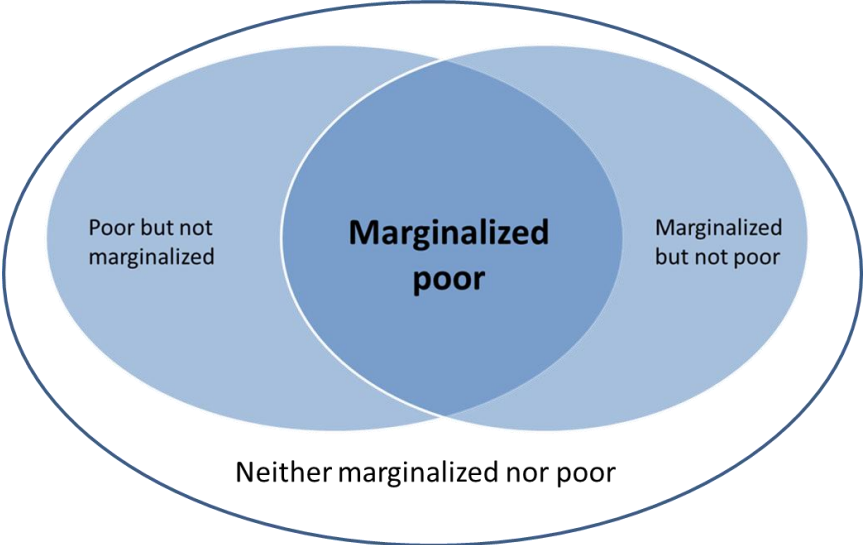 Poor but not
marginalized
Marginalized
poor
Marginalized
but not poor
Neither marginalized nor poor